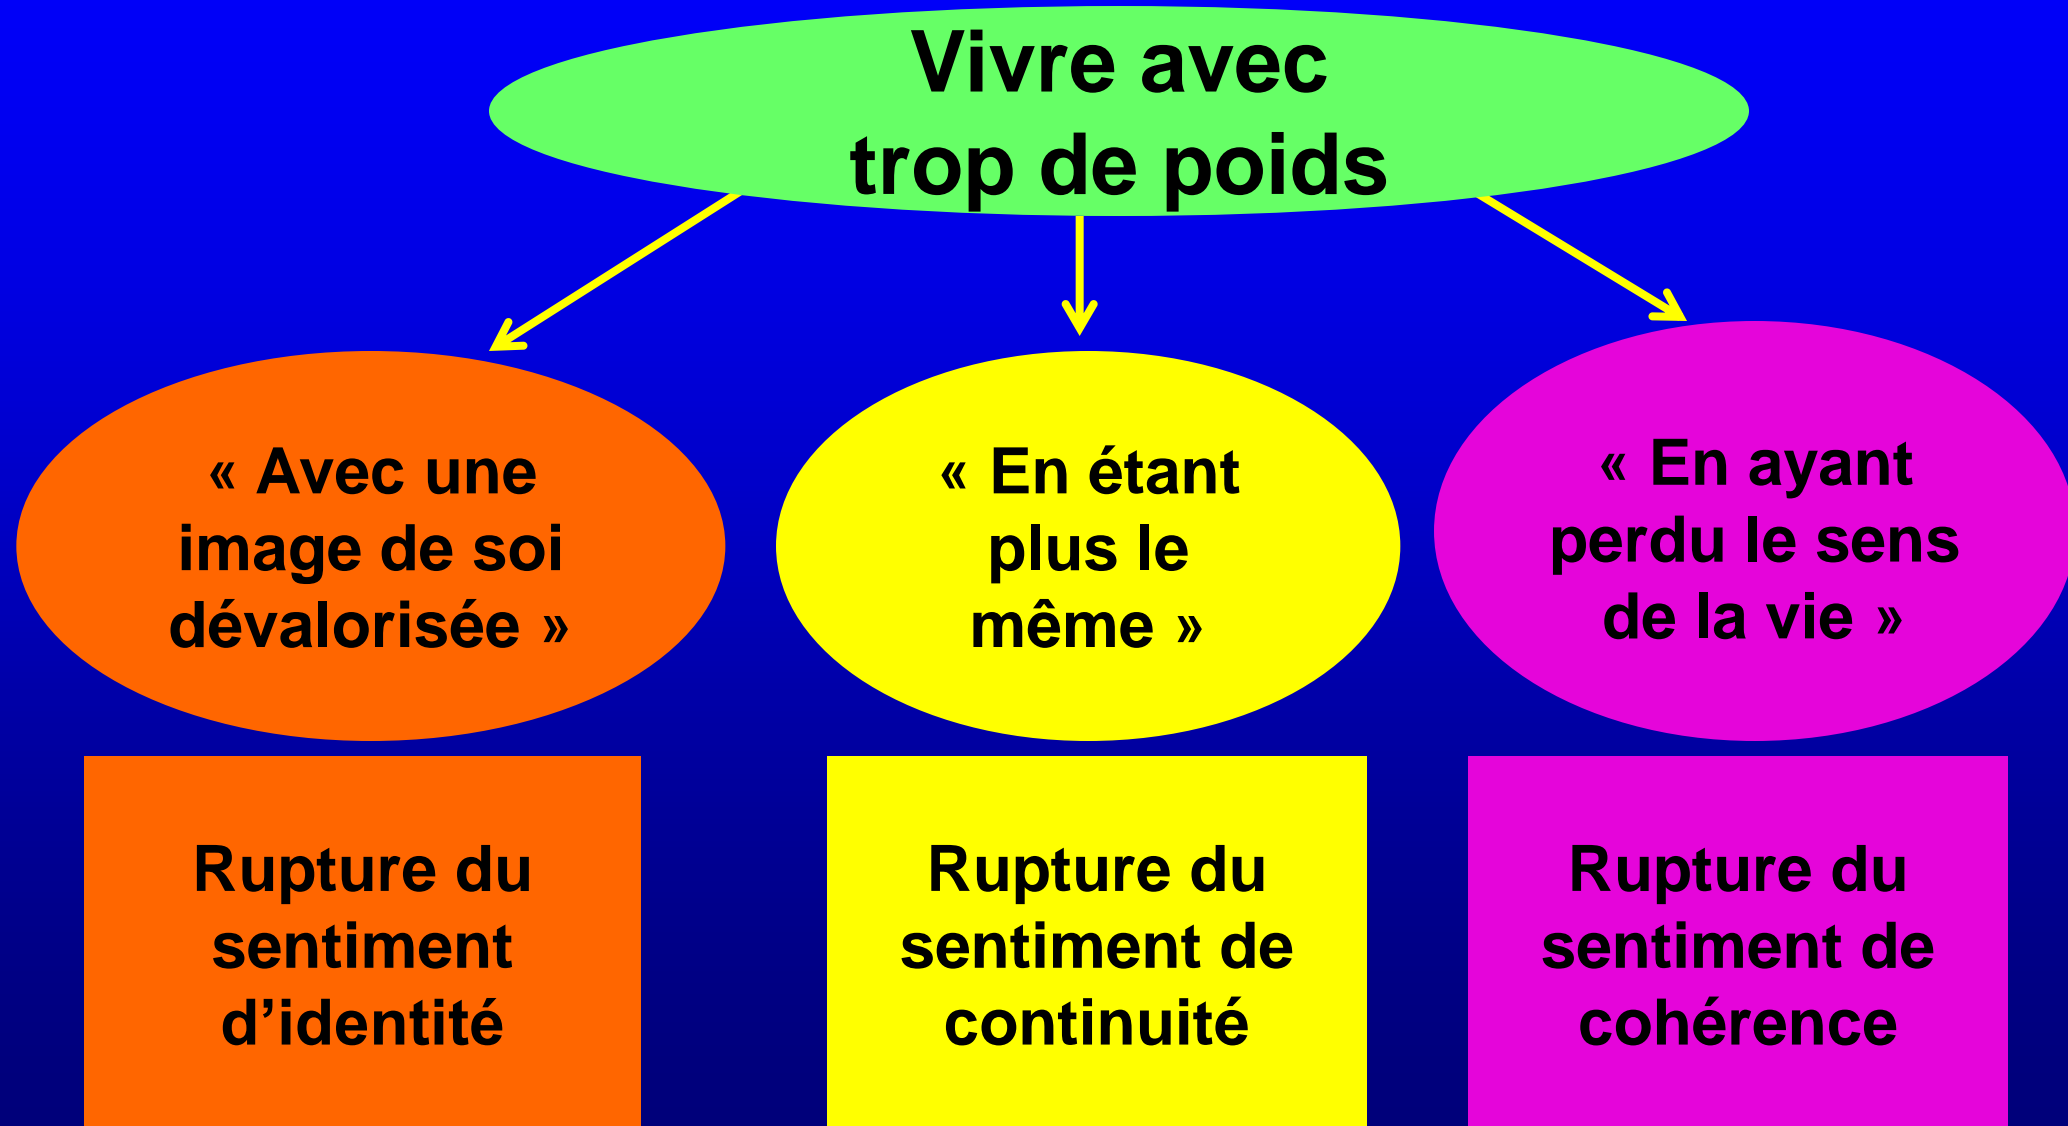 Vivre avec
trop de poids
« Avec une
image de soi
dévalorisée »
« En étant
plus le
même »
« En ayant
perdu le sens
de la vie »
Rupture du
sentiment
d’identité
Rupture du
sentiment de
continuité
Rupture du
sentiment de
cohérence